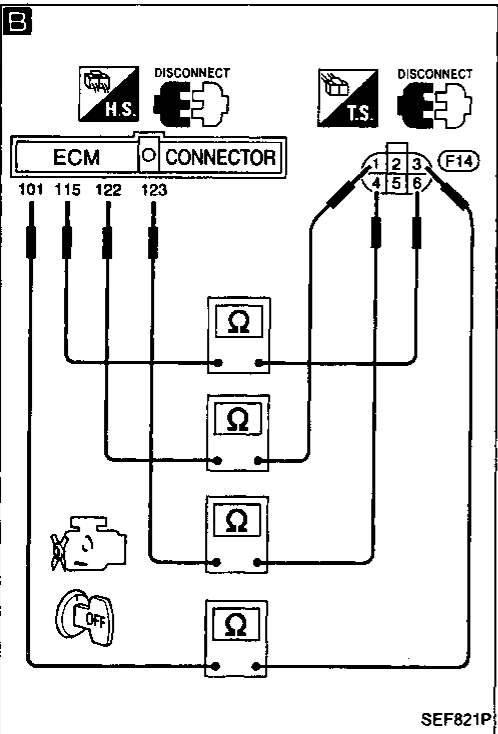 B
DISCONNECT DISCONNECT
H.S. T.S.
ECM CONNECTOR
1 2 3 F14
4 5 6
101 115 122 123
Ω
Ω
Ω
Ω
OFF
SEF821P